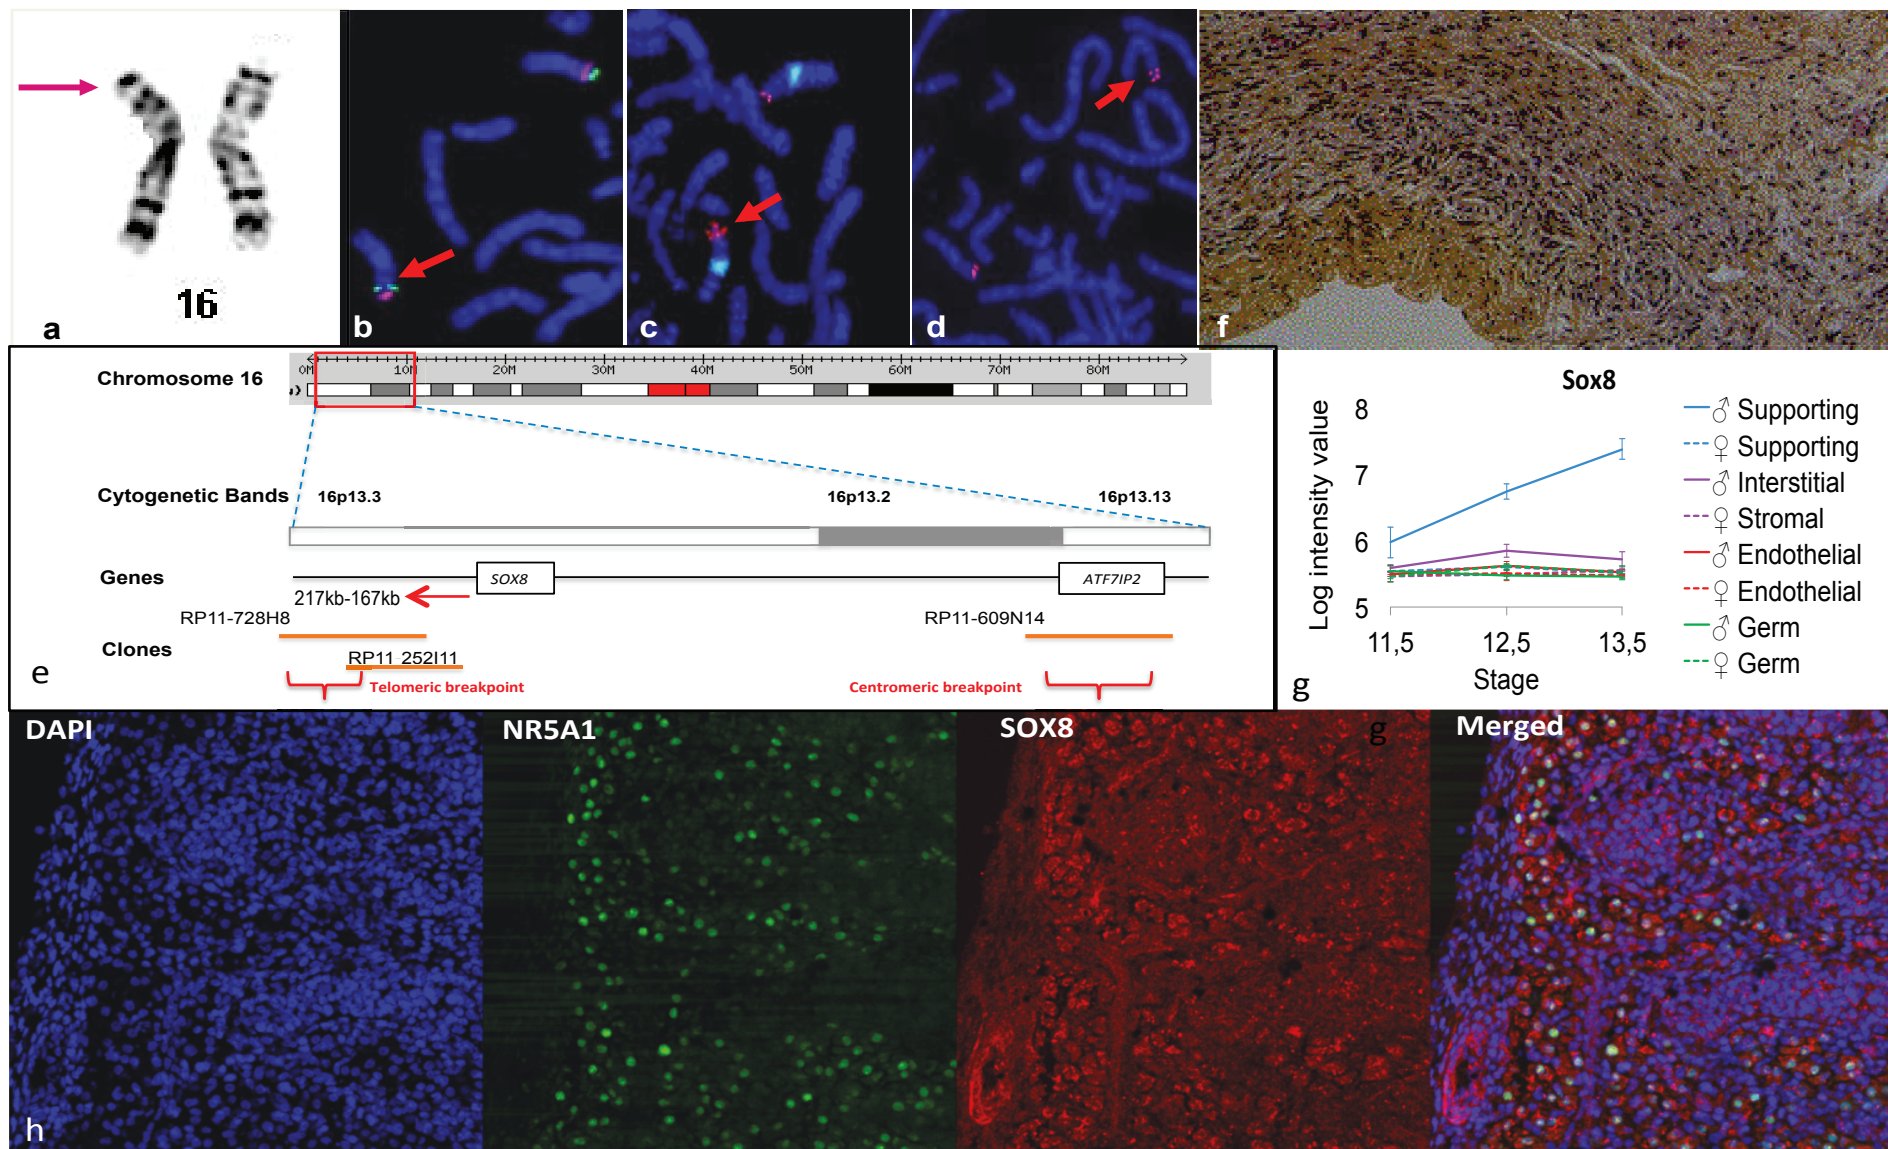 16
a
b
c
d
f
Chromosome 16
0M 10M 20M 30M 40M 50M 60M 70M 80M
Cytogenetic Bands
16p13.3
16p13.2
16p13.13
Genes
SOX8
ATF7IP2
217kb-167kb
RP11-728H8
RP11-609N14
Clones
RP11 252I11
e
Telomeric breakpoint
Centromeric breakpoint
Sox8
Log intensity value
8
7
6
5
11,5 12,5 13,5
Stage
♂ Supporting
♀ Supporting
♂ Interstitial
♀ Stromal
♂ Endothelial
♀ Endothelial
♂ Germ
♀ Germ
g
DAPI
NR5A1
SOX8
g
Merged
h